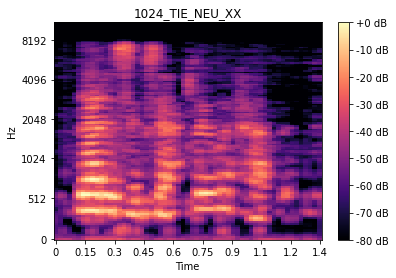 1024_TIE_NEU_XX
Hz
8192
4096
2048
1024
512
0
0 0.15 0.3 0.45 0.6 0.75 0.9 1.1 1.2 1.4
Time
+0 dB
-10 dB
-20 dB
-30 dB
-40 dB
-50 dB
-60 dB
-70 dB
-80 dB